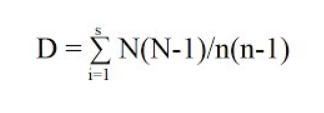 D = s∑i=1 N(N-1)/n(n-1)